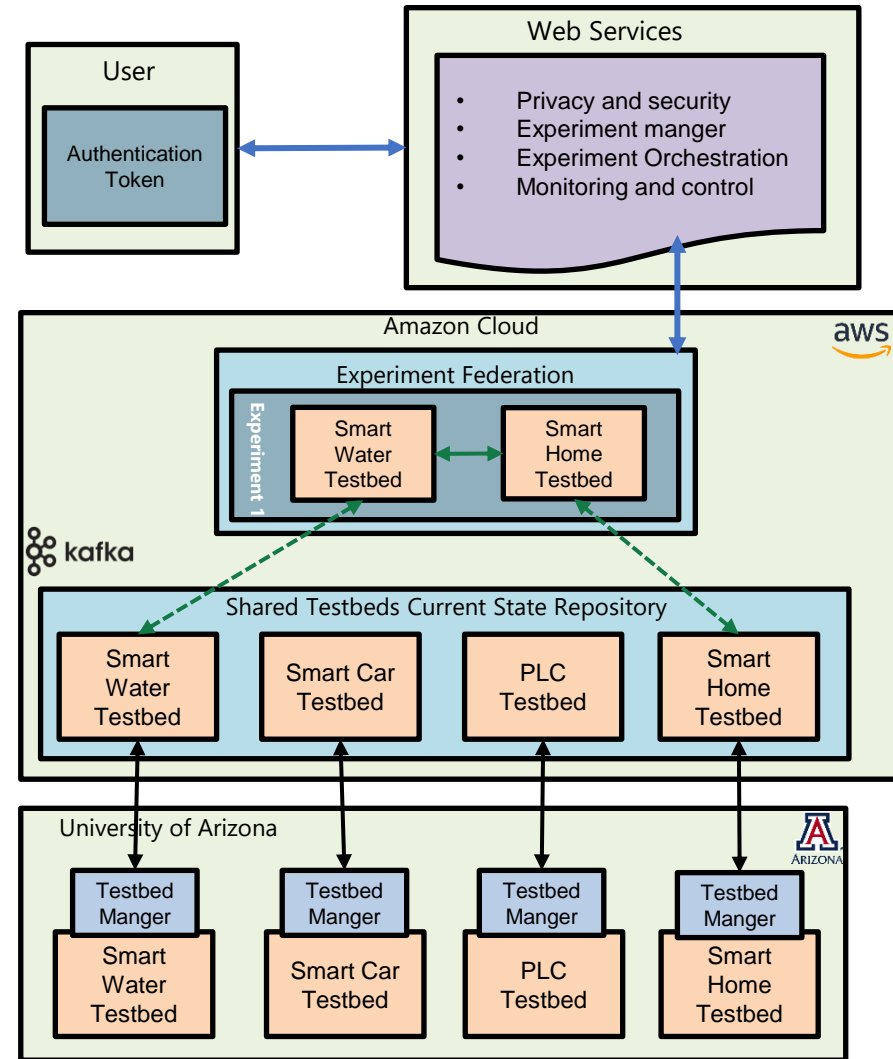 User
Authentication
Token
Web Services
• Privacy and security
• Experiment manger
• Experiment Orchestration
• Monitoring and control
Amazon Cloud
aws
Experiment Federation
Experiment 1
Smart
Water
Testbed
Smart
Home
Testbed
kafka
Shared Testbeds Current State Repository
Smart
Water
Testbed
Smart Car
Testbed
PLC
Testbed
Smart
Home
Testbed
University of Arizona
A
ARIZONA
Testbed
Manger
Smart
Water
Testbed
Testbed
Manger
Smart Car
Testbed
Testbed
Manger
PLC
Testbed
Testbed
Manger
Smart
Home
Testbed